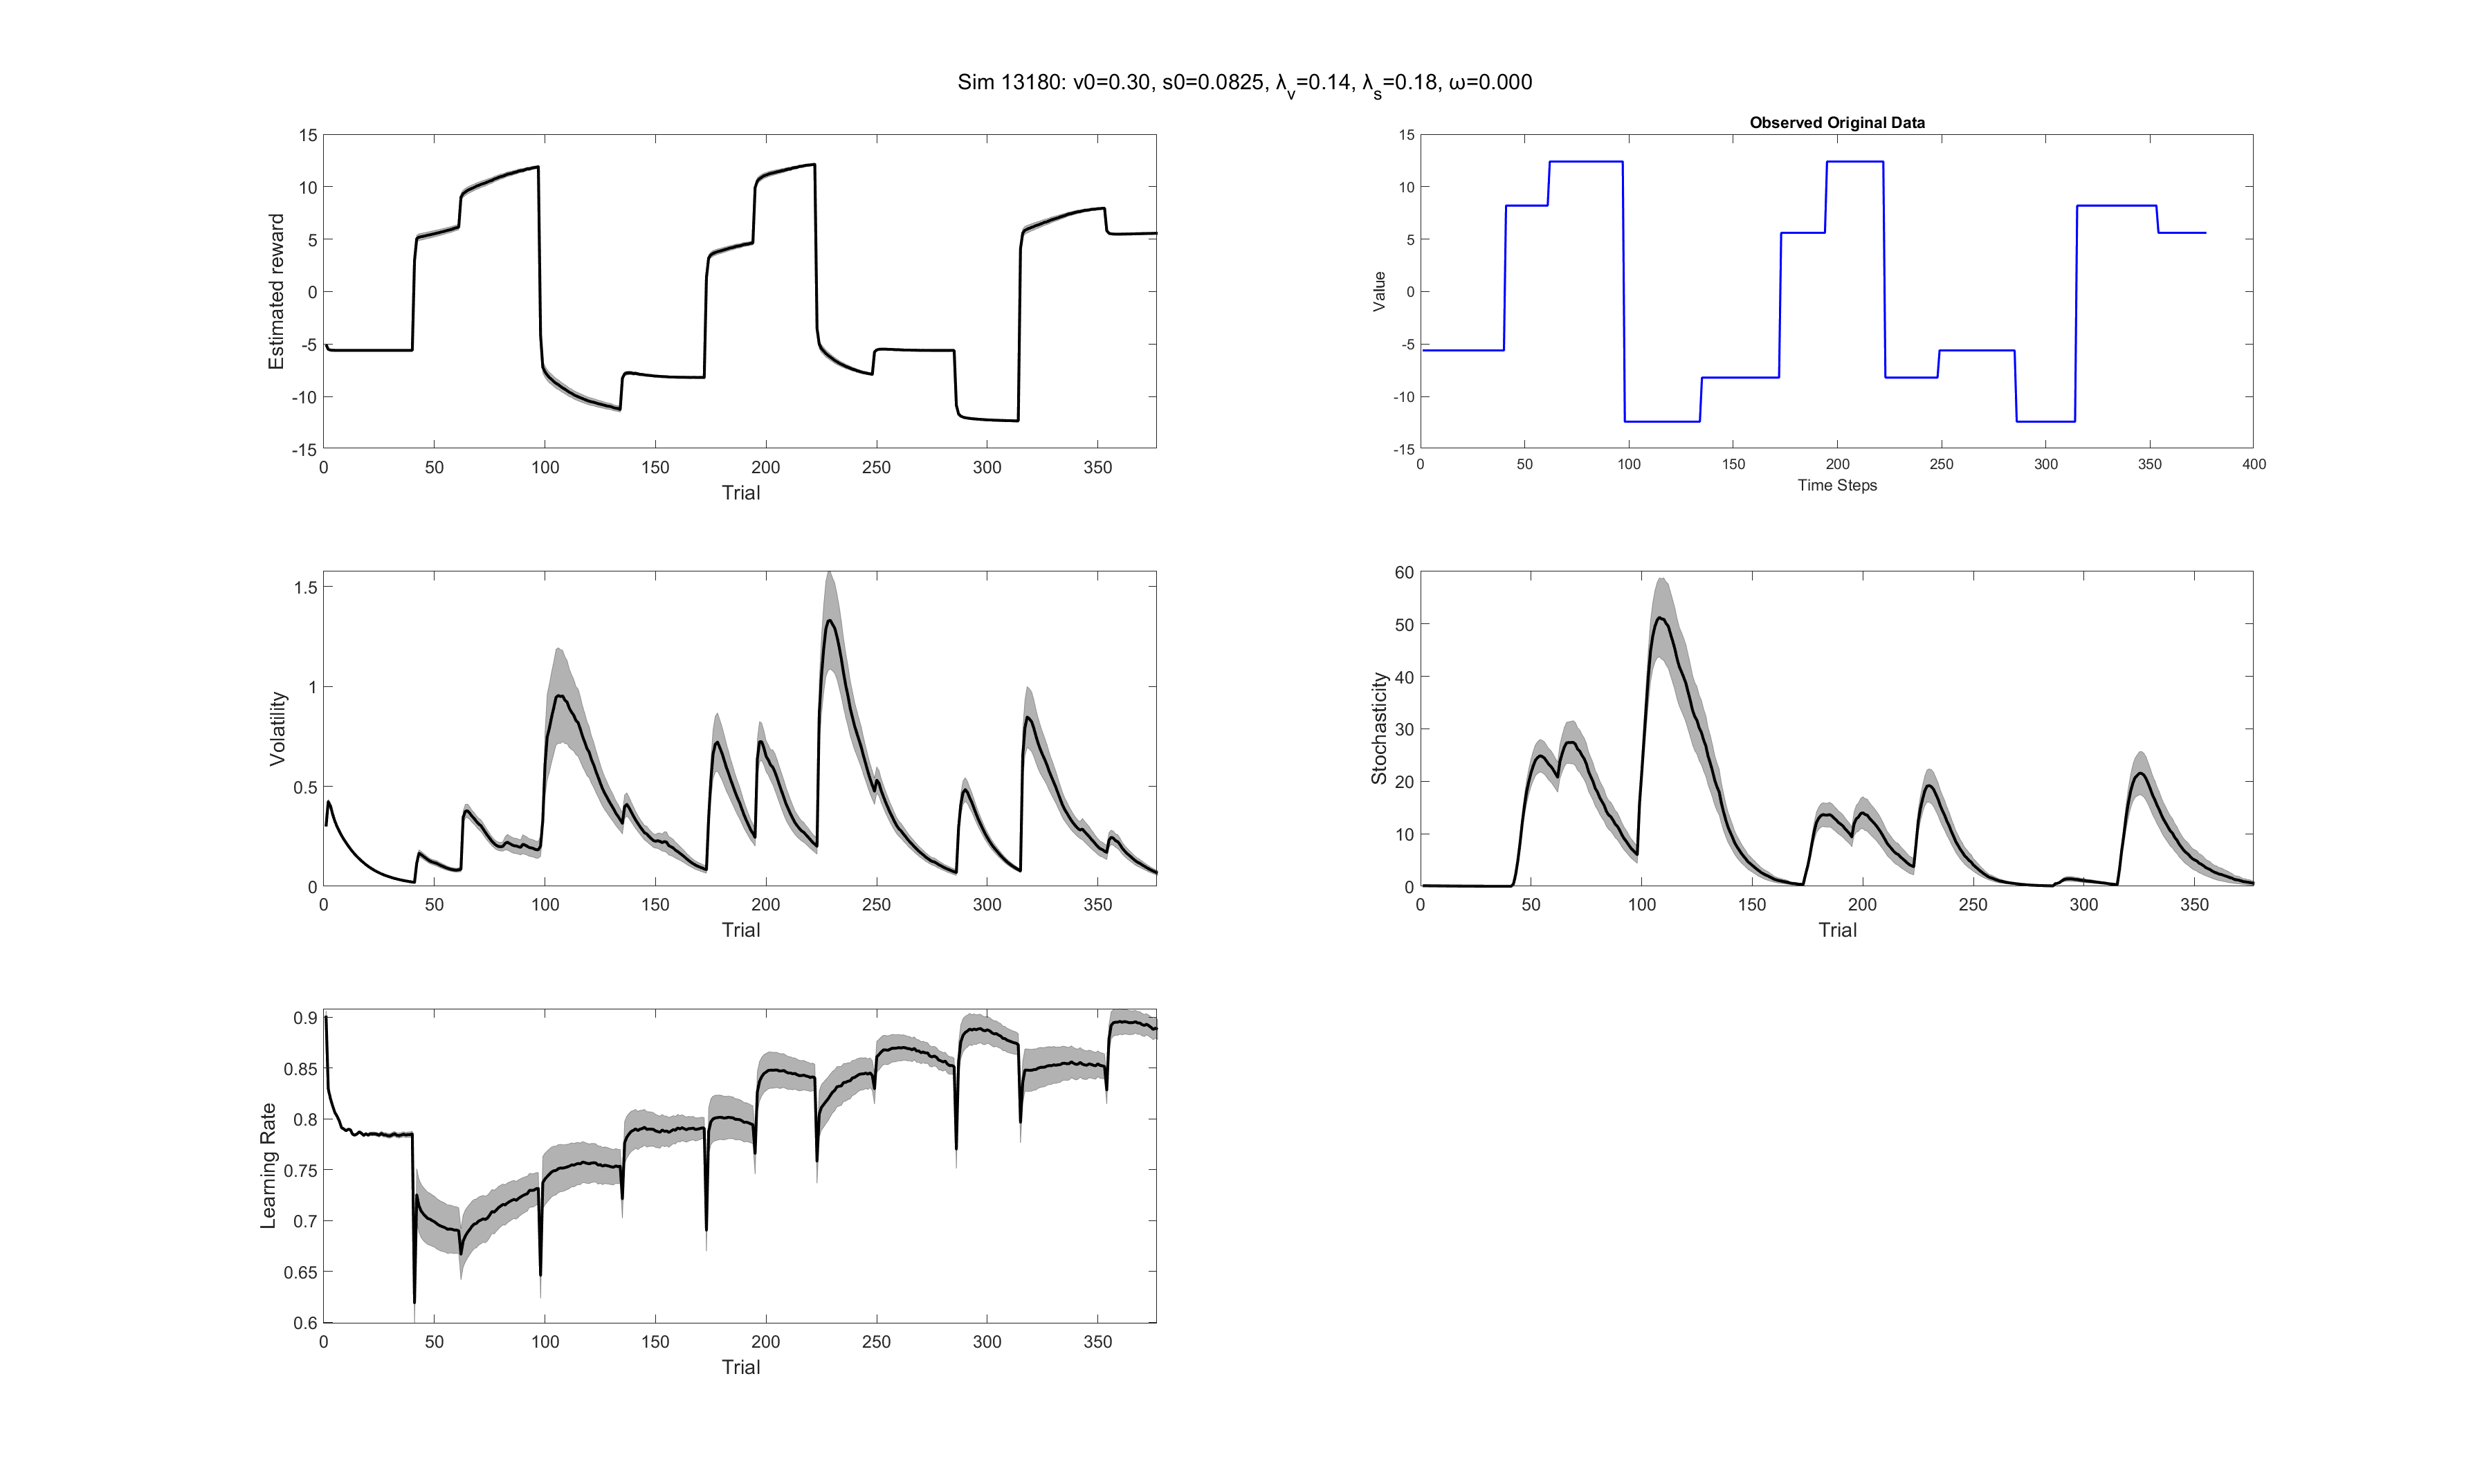 Sim 13180: v0=0.30, s0=0.0825, λv=0.14, λs=0.18, ω=0.000
15
10
5
0
-5
-10
-15
Estimated reward
0 50 100 150 200 250 300 350
Trial
Observed Original Data
15
10
5
0
-5
-10
-15
Value
0 50 100 150 200 250 300 350 400
Time Steps
1.5
1
0.5
0
Volatility
0 50 100 150 200 250 300 350
Trial
60
50
40
30
20
10
0
Stochasticity
0 50 100 150 200 250 300 350
Trial
0.9
0.85
0.8
0.75
0.7
0.65
0.6
Learning Rate
0 50 100 150 200 250 300 350
Trial